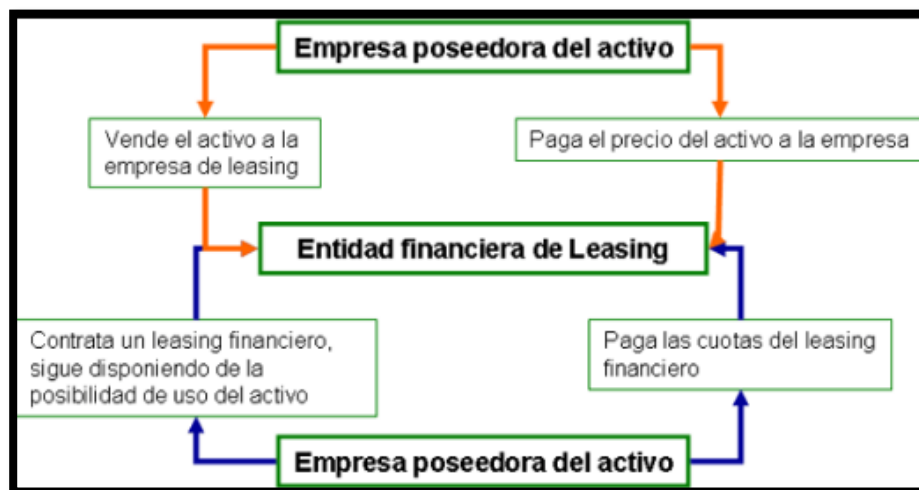 Empresa poseedora del activo
Vende el activo a la
empresa de leasing
Paga el precio del activo a la empresa
Entidad financiera de Leasing
Contrata un leasing financiero,
sigue disponiendo de la
posibilidad de uso del activo
Paga las cuotas del leasing
financiero
Empresa poseedora del activo